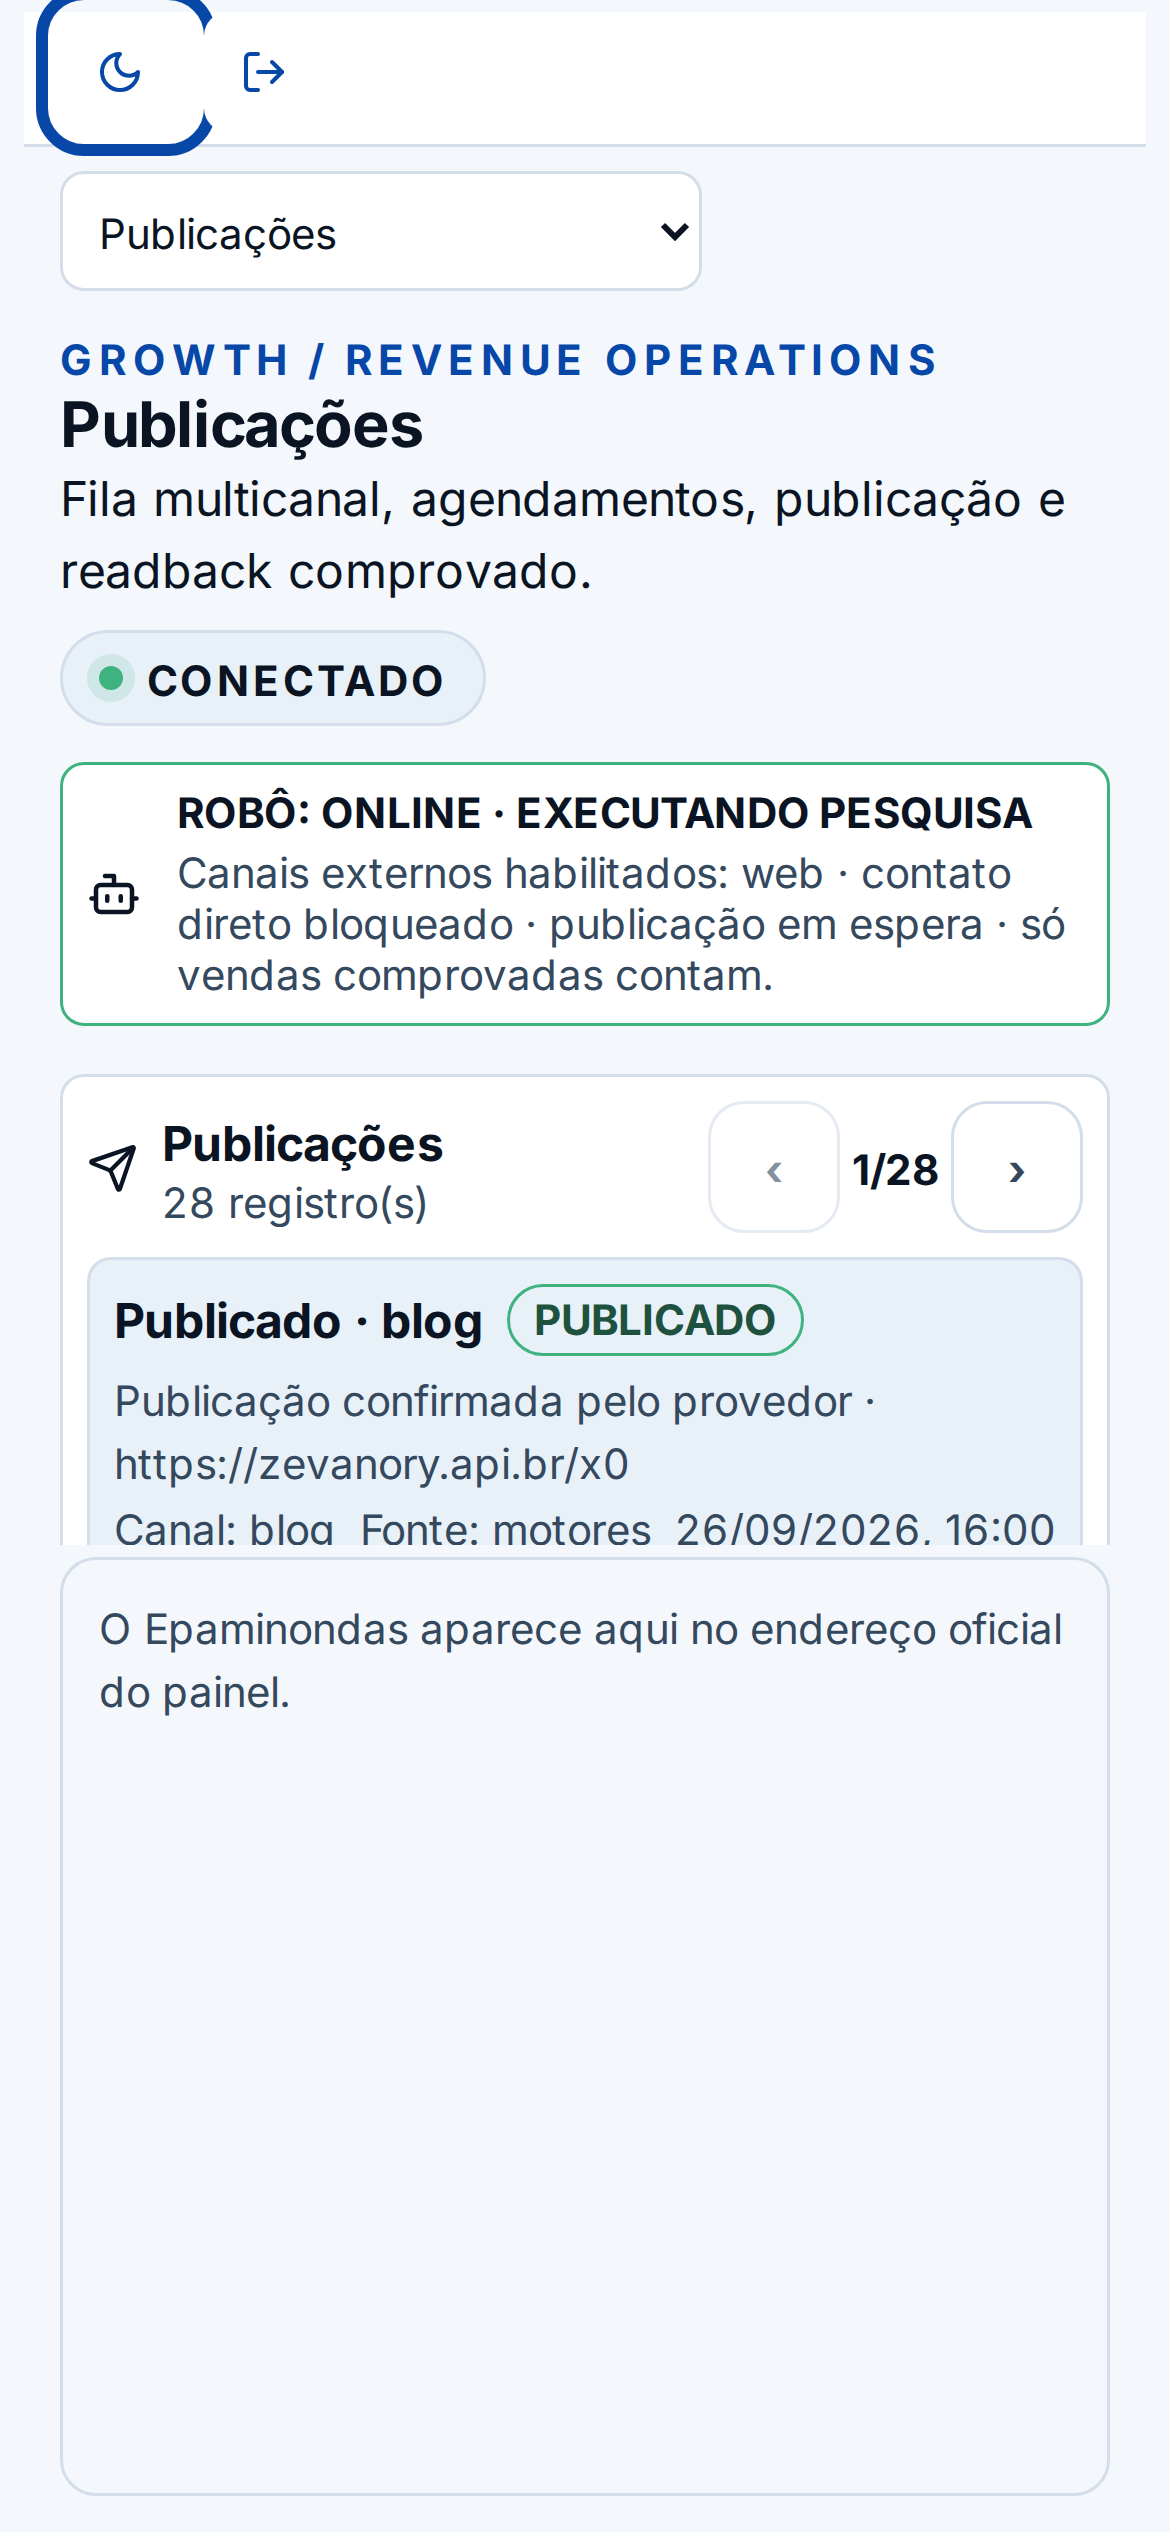 Publicações
GROWTH / REVENUE OPERATIONS
Publicações
Fila multicanal, agendamentos, publicação e
readback comprovado.
CONECTADO
ROBÔ: ONLINE · EXECUTANDO PESQUISA
Canais externos habilitados: web · contato
direto bloqueado · publicação em espera · só
vendas comprovadas contam.
Publicações
28 registro(s)
‹ 1/28 ›
Publicado · blog PUBLICADO
Publicação confirmada pelo provedor ·
https://zevanory.api.br/x0
Canal: blog Fonte: motores 26/09/2026, 16:00
O Epaminondas aparece aqui no endereço oficial
do painel.